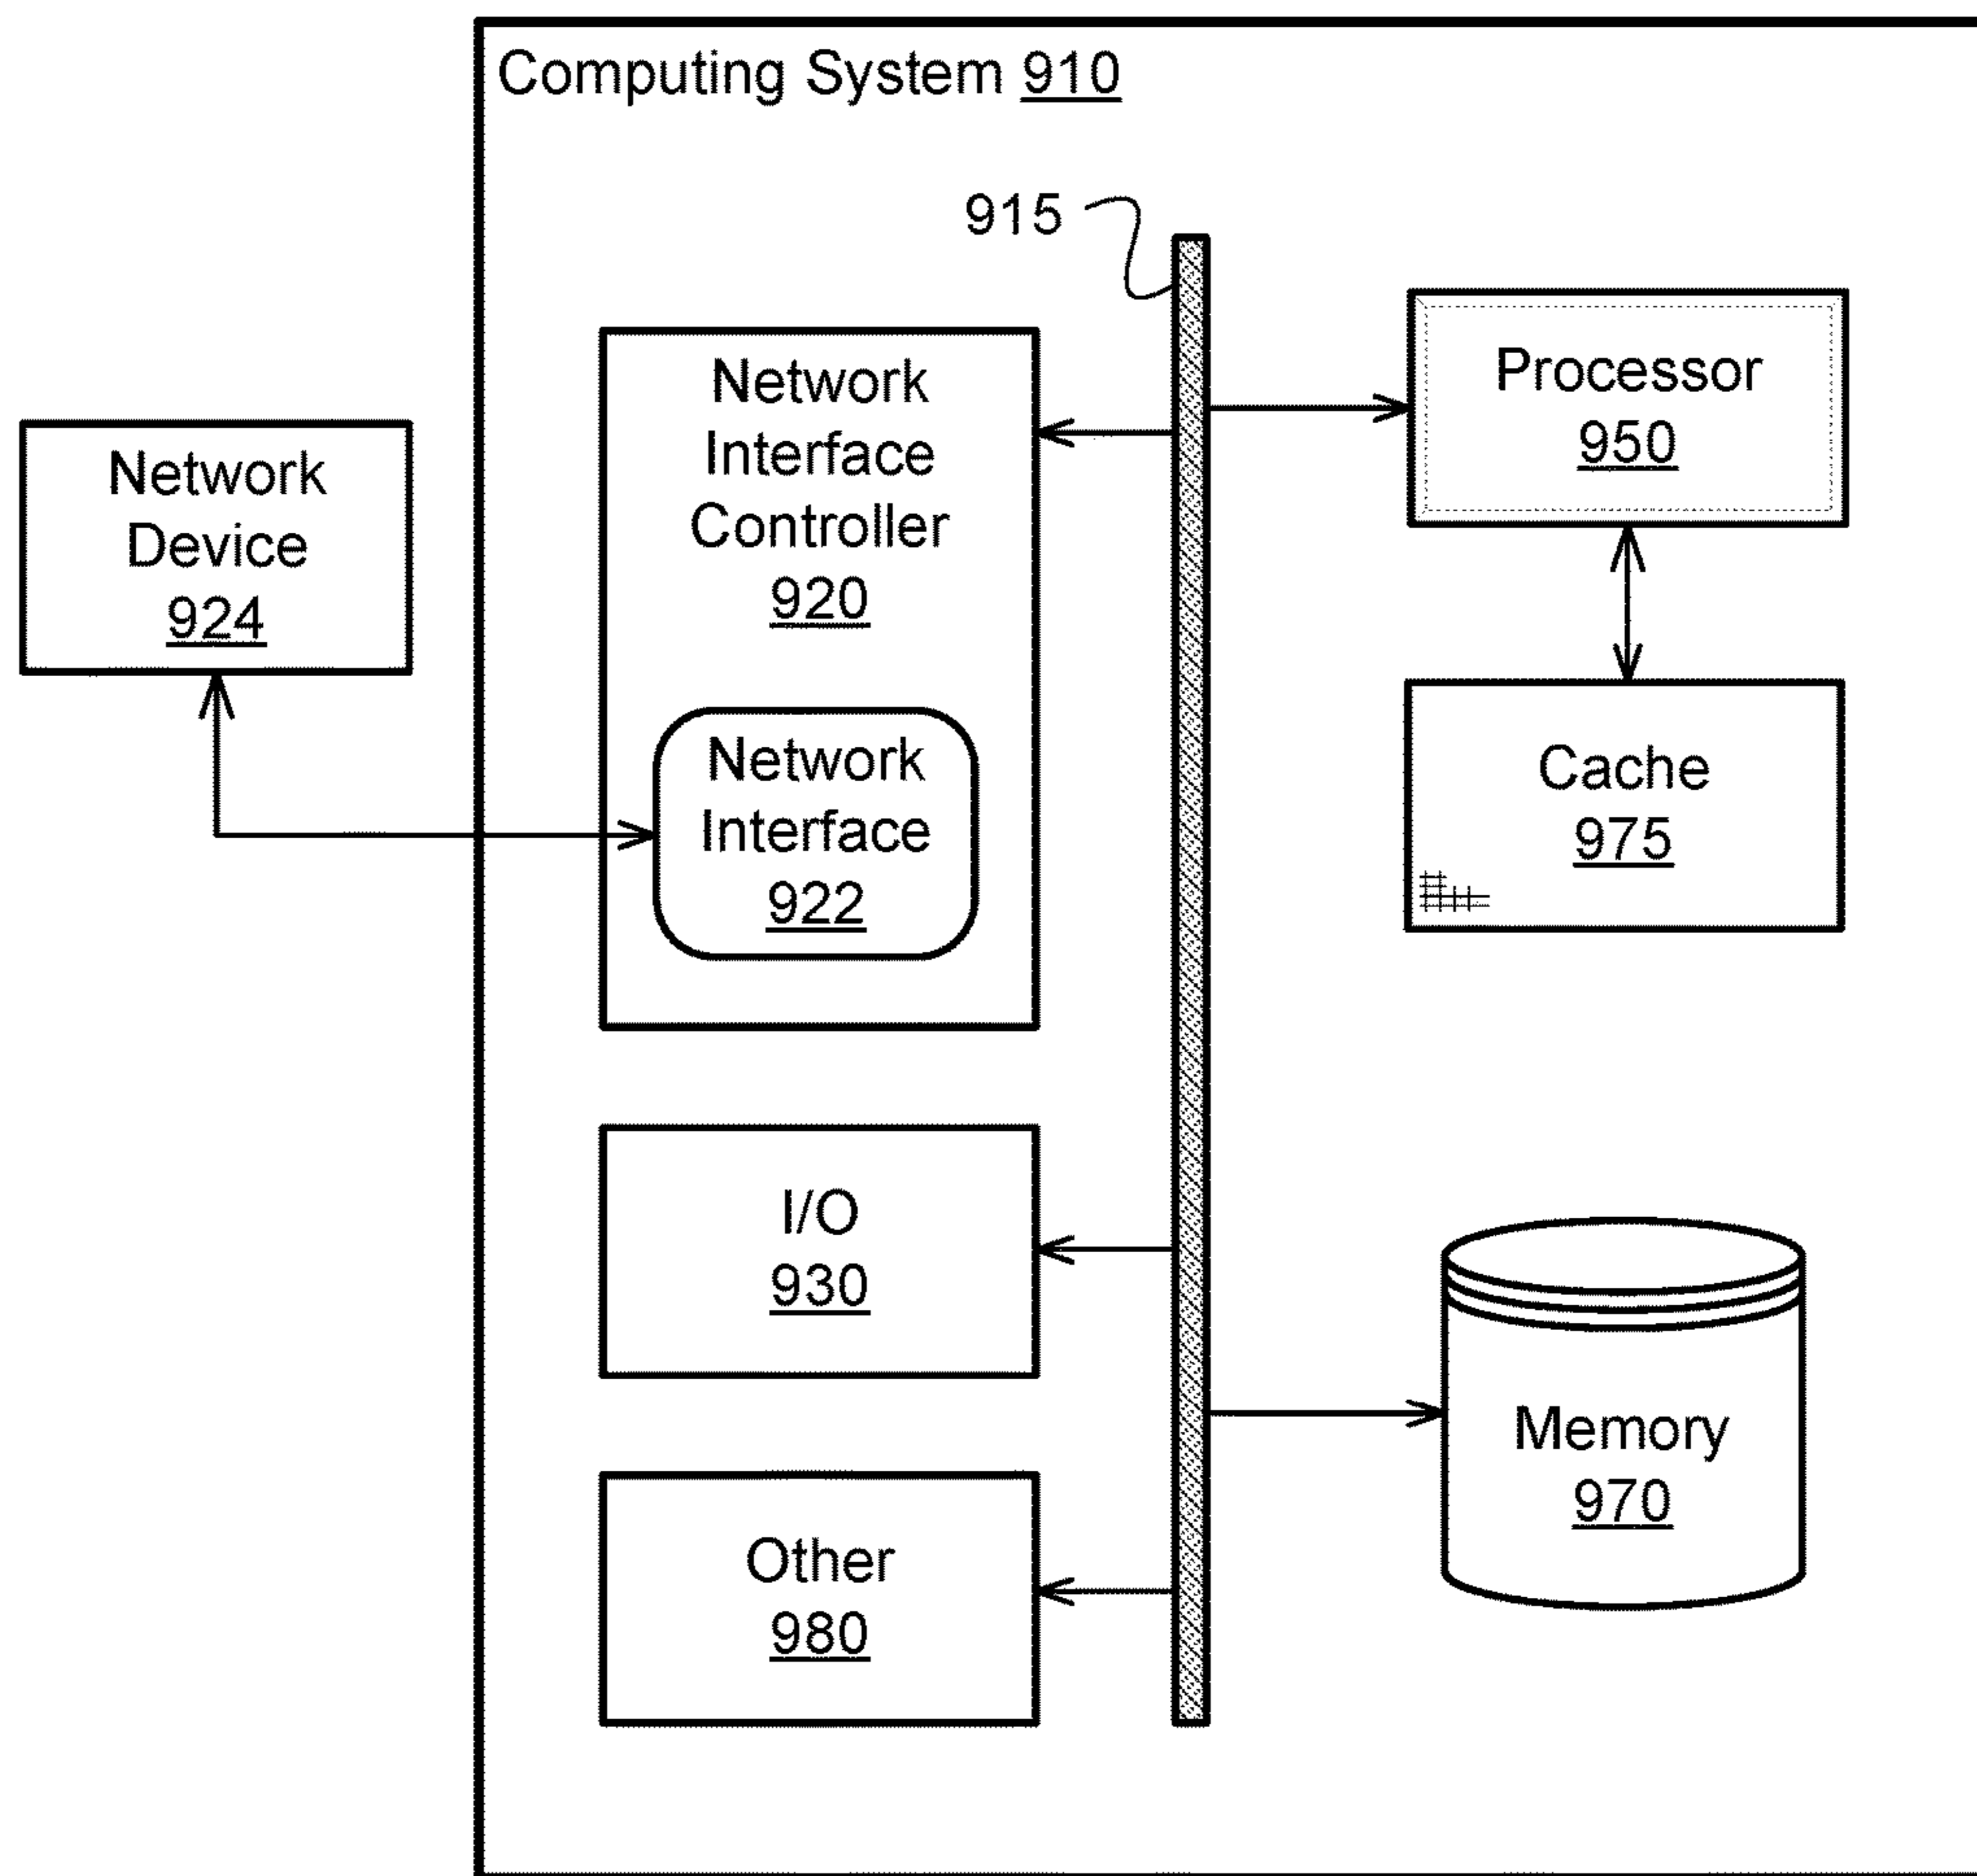 Computing System 910
915
Network
Interface
Controller
920
Network
Interface
922
Network
Device
924
Processor
950
Cache
975
I/O
930
Memory
970
Other
980